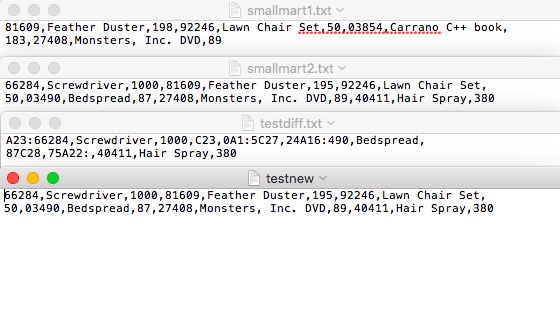 smallmart1.txt
81609,Feather Duster,198,92246,Lawn Chair Set,50,03854,Carrano C++ book,
183,27408,Monsters, Inc. DVD,89
smallmart2.txt
66284,Screwdriver,1000,81609,Feather Duster,195,92246,Lawn Chair Set,
50,03490,Bedspread,87,27408,Monsters, Inc. DVD,89,40411,Hair Spray,380
testdiff.txt
A23:66284,Screwdriver,1000,C23,0A1:5C27,24A16:490,Bedspread,
87C28,75A22:,40411,Hair Spray,380
testnew
66284,Screwdriver,1000,81609,Feather Duster,195,92246,Lawn Chair Set,
50,03490,Bedspread,87,27408,Monsters, Inc. DVD,89,40411,Hair Spray,380